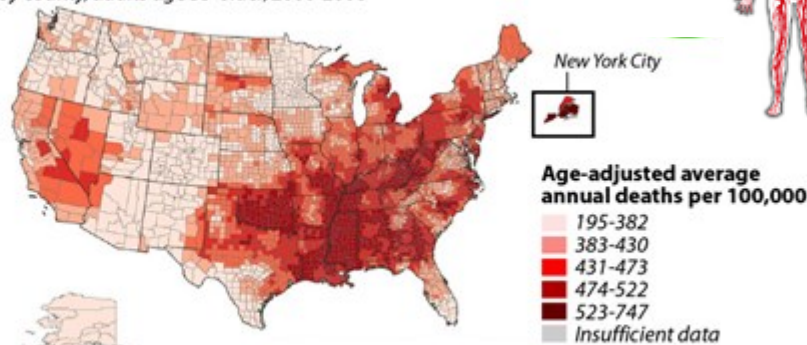 New York City
Age-adjusted average
annual deaths per 100,000
195-382
383-430
431-473
474-522
523-747
Insufficient data